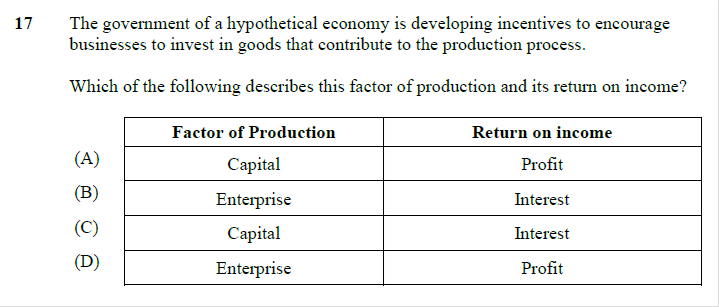 17 The government of a hypothetical economy is developing incentives to encourage
businesses to invest in goods that contribute to the production process.
Which of the following describes this factor of production and its return on income?
Factor of Production Return on income
(A) Capital Profit
(B) Enterprise Interest
(C) Capital Interest
(D) Enterprise Profit